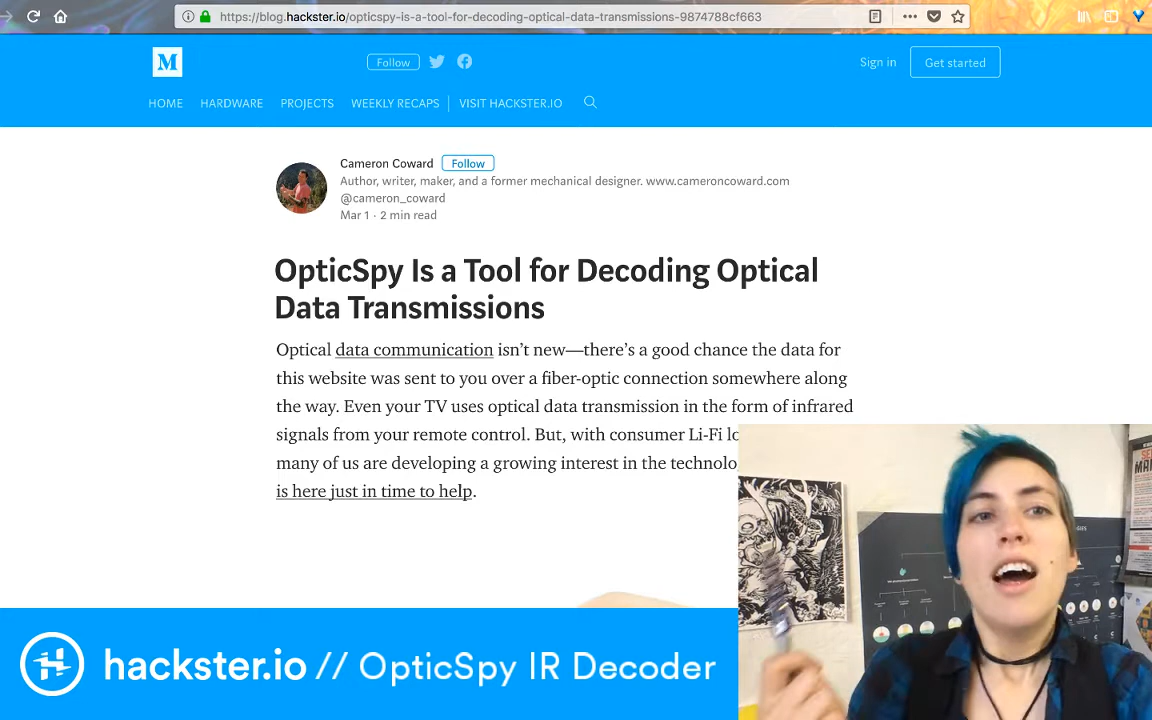 https://blog.hackster.io/opticspy-is-a-tool-for-decoding-optical-data-transmissions-9874788cf663
M
Follow
Sign in
Get started
HOME
HARDWARE
PROJECTS
WEEKLY RECAPS
VISIT HACKSTER.IO
Cameron Coward
Follow
Author, writer, maker, and a former mechanical designer. www.cameroncoward.com
@cameron_coward
Mar 1 · 2 min read
OpticSpy Is a Tool for Decoding Optical
Data Transmissions
Optical data communication isn’t new—there’s a good chance the data for
this website was sent to you over a fiber-optic connection somewhere along
the way. Even your TV uses optical data transmission in the form of infrared
signals from your remote control. But, with consumer Li-Fi lo
many of us are developing a growing interest in the technolo
is here just in time to help.
hackster.io // OpticSpy IR Decoder